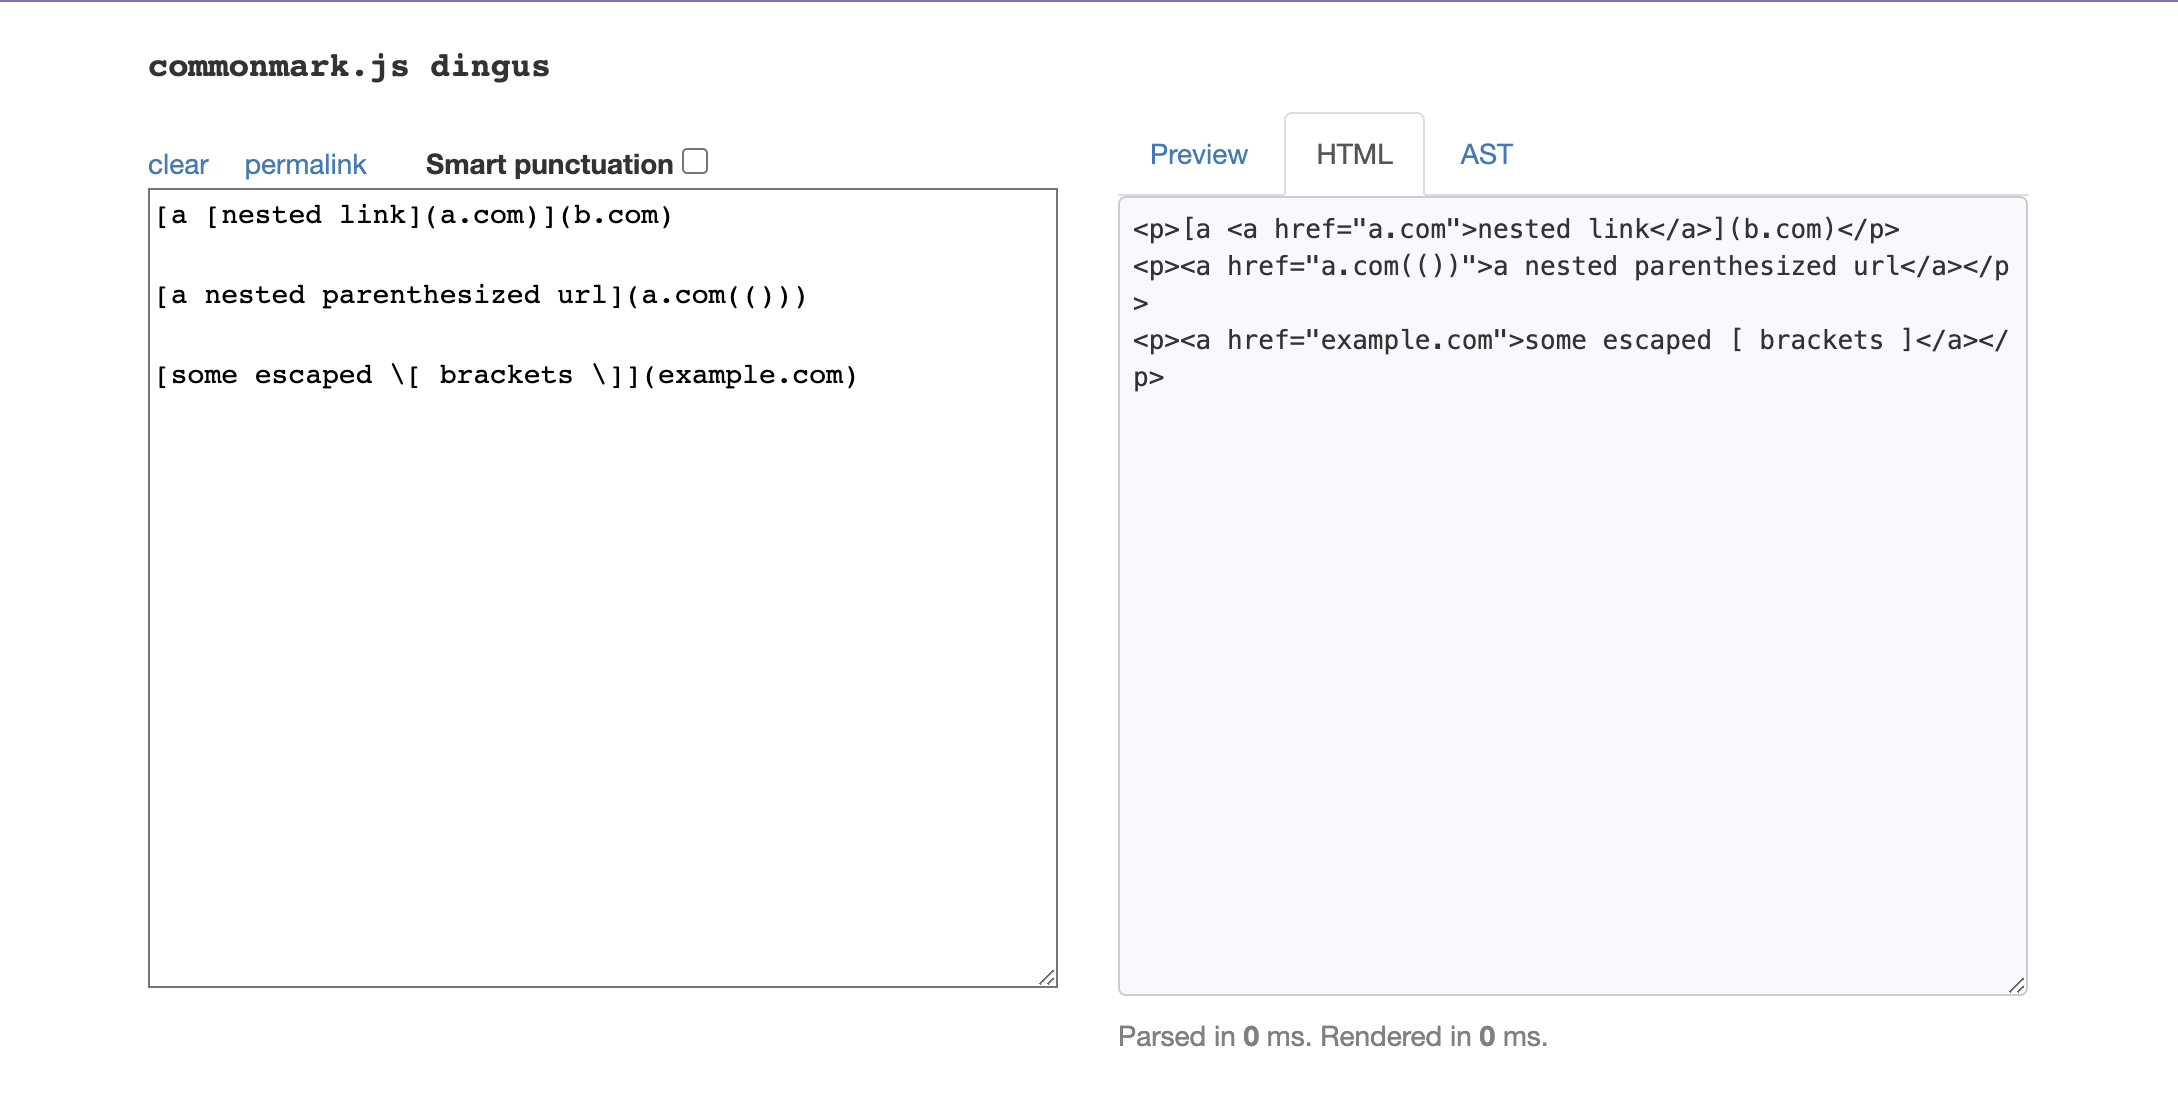 commonmark.js dingus
clear permalink Smart punctuation
[a [nested link](a.com)](b.com)
[a nested parenthesized url](a.com(()))
[some escaped \[ brackets \]](example.com)
Preview HTML AST
<p>[a <a href="a.com">nested link</a>](b.com)</p>
<p><a href="a.com(())">a nested parenthesized url</a></p
>
<p><a href="example.com">some escaped [ brackets ]</a></
p>
Parsed in 0 ms. Rendered in 0 ms.